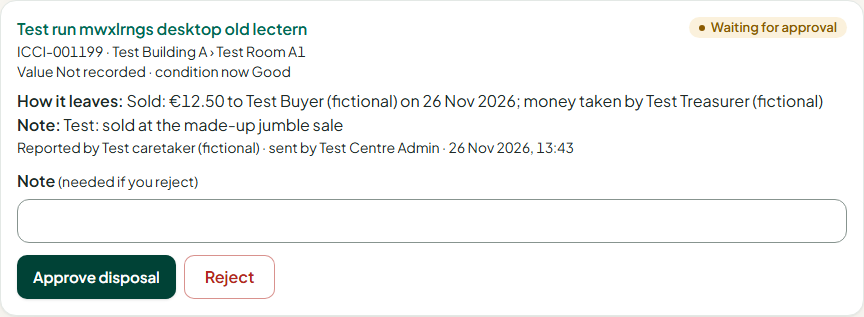 Test run mwxlrngs desktop old lectern
Waiting for approval
ICCI-001199 · Test Building A › Test Room A1
Value Not recorded · condition now Good
How it leaves: Sold: €12.50 to Test Buyer (fictional) on 26 Nov 2026; money taken by Test Treasurer (fictional)
Note: Test: sold at the made-up jumble sale
Reported by Test caretaker (fictional) · sent by Test Centre Admin · 26 Nov 2026, 13:43
Note (needed if you reject)
Approve disposal
Reject